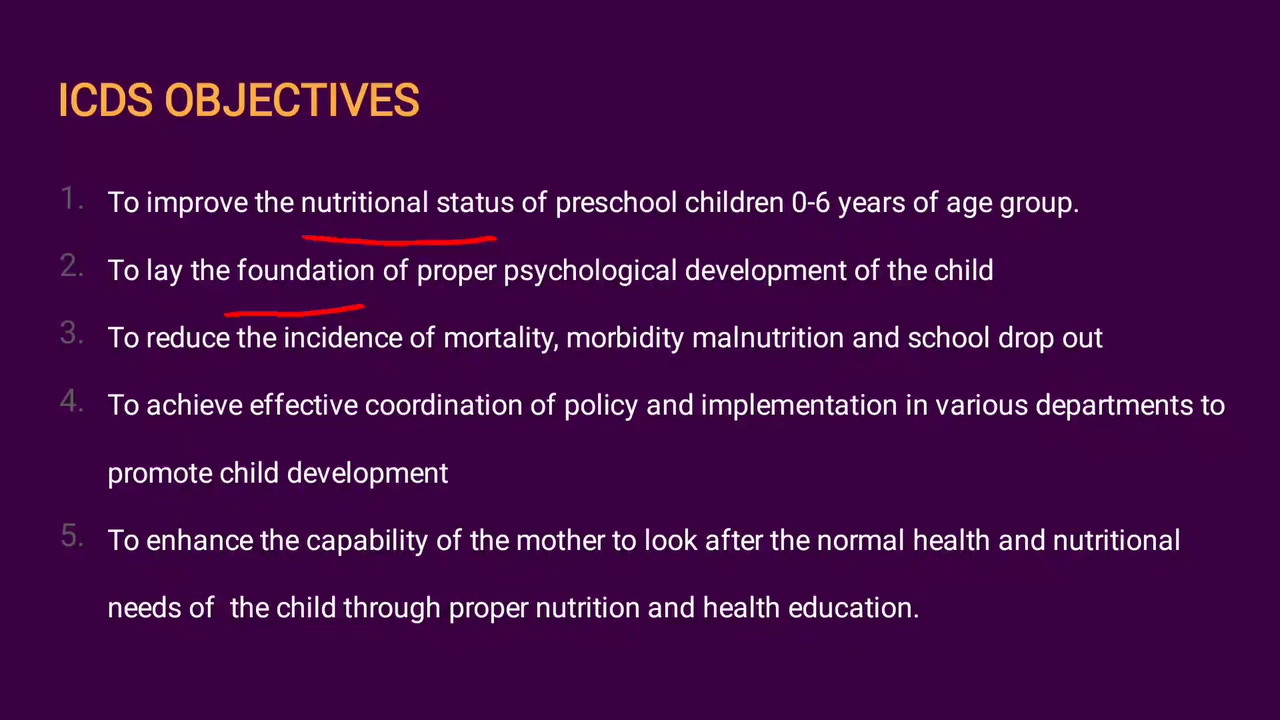 ICDS OBJECTIVES
1. To improve the nutritional status of preschool children 0-6 years of age group.
2. To lay the foundation of proper psychological development of the child
3. To reduce the incidence of mortality, morbidity malnutrition and school drop out
4. To achieve effective coordination of policy and implementation in various departments to
promote child development
5. To enhance the capability of the mother to look after the normal health and nutritional
needs of  the child through proper nutrition and health education.